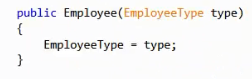 public Employee(EmployeeType type)
{
    EmployeeType = type;
}